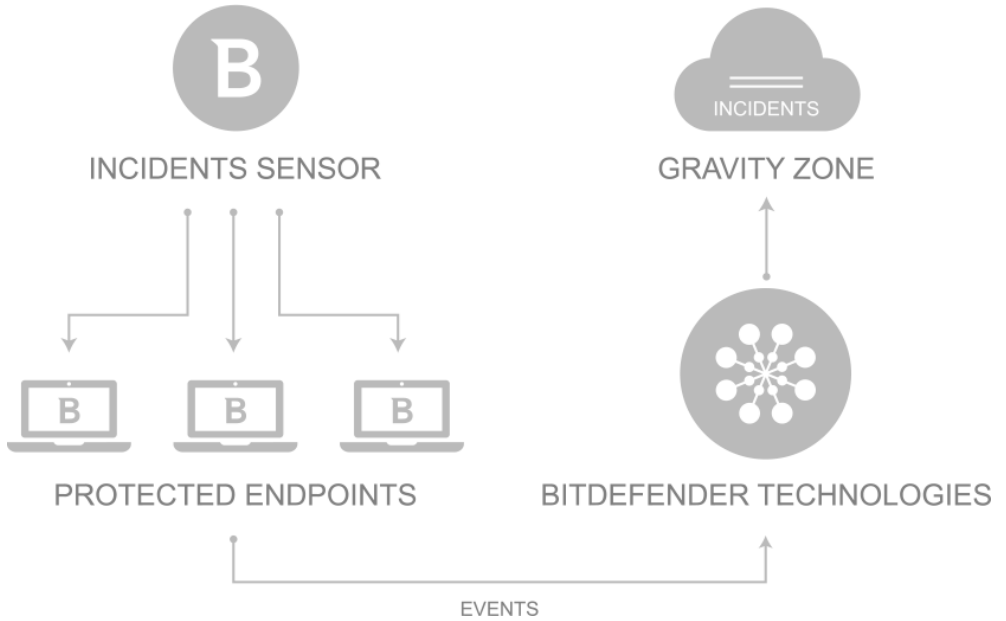 B
INCIDENTS
INCIDENTS SENSOR
GRAVITY ZONE
B
B
B
PROTECTED ENDPOINTS
BITDEFENDER TECHNOLOGIES
EVENTS